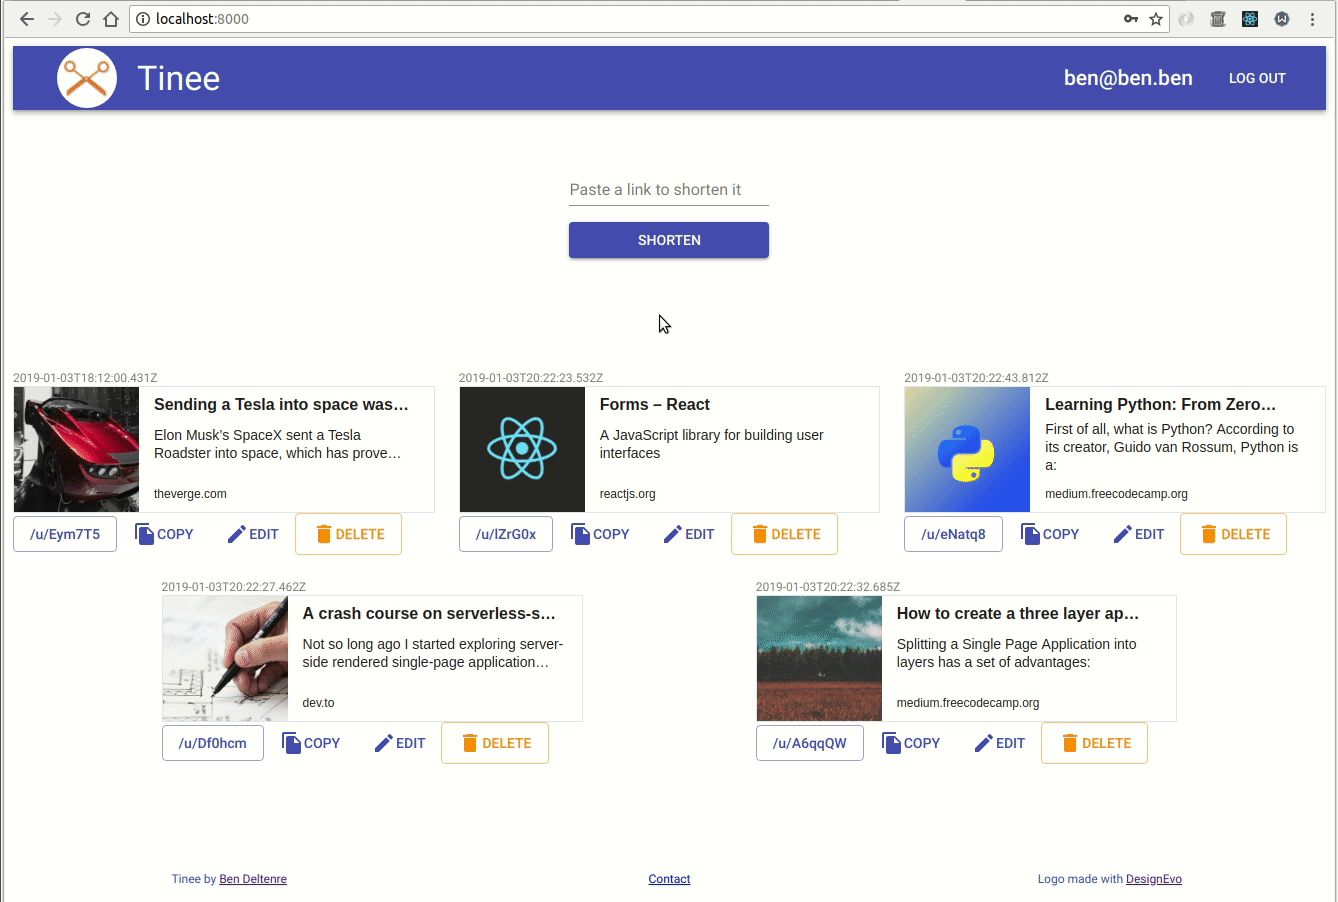 localhost:8000
Tinee
ben@ben.ben
LOG OUT
Paste a link to shorten it
SHORTEN
2019-01-03T18:12:00.431Z
Sending a Tesla into space was…
Elon Musk's SpaceX sent a Tesla
Roadster into space, which has prove…
theverge.com
/u/Eym7T5
COPY
EDIT
DELETE
2019-01-03T20:22:23.532Z
Forms – React
A JavaScript library for building user
interfaces
reactjs.org
/u/lZrG0x
COPY
EDIT
DELETE
2019-01-03T20:22:43.812Z
Learning Python: From Zero…
First of all, what is Python? According to
its creator, Guido van Rossum, Python is
a:
medium.freecodecamp.org
/u/eNatq8
COPY
EDIT
DELETE
2019-01-03T20:22:27.462Z
A crash course on serverless-s…
Not so long ago I started exploring server-
side rendered single-page application…
dev.to
/u/Df0hcm
COPY
EDIT
DELETE
2019-01-03T20:22:32.685Z
How to create a three layer ap…
Splitting a Single Page Application into
layers has a set of advantages:
medium.freecodecamp.org
/u/A6qqQW
COPY
EDIT
DELETE
Tinee by Ben Deltenre
Contact
Logo made with DesignEvo